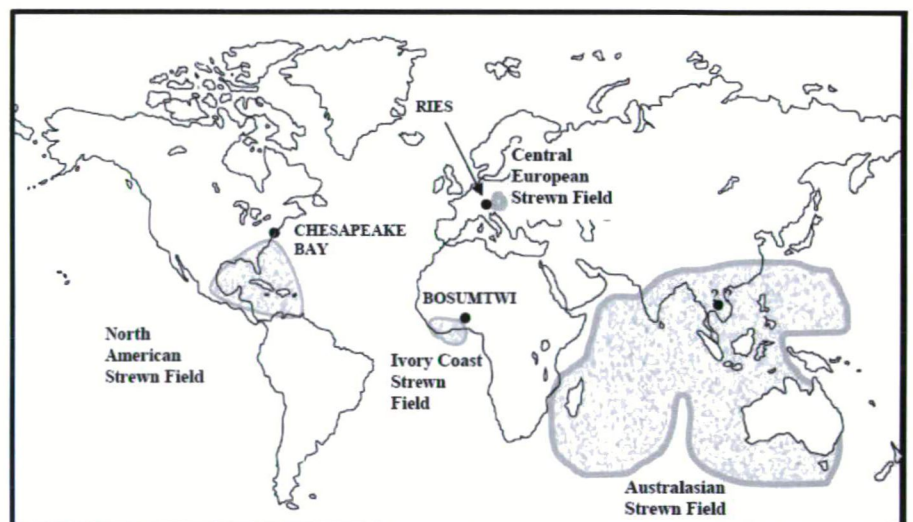 RIES
Central
European
Strewn Field
CHESAPEAKE
BAY
BOSUMTWI
?
North
American
Strewn Field
Ivory Coast
Strewn
Field
Australasian
Strewn Field